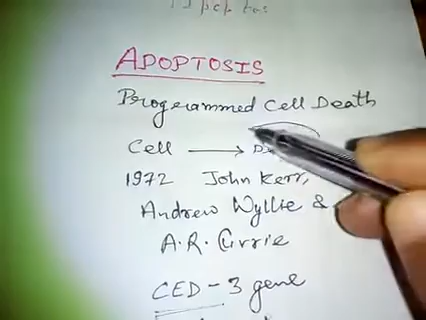 APOPTOSIS
Programmed Cell Death
Cell →
1972 John Kerr,
Andrew Wyllie &
A.R. Currie
CED-3 gene